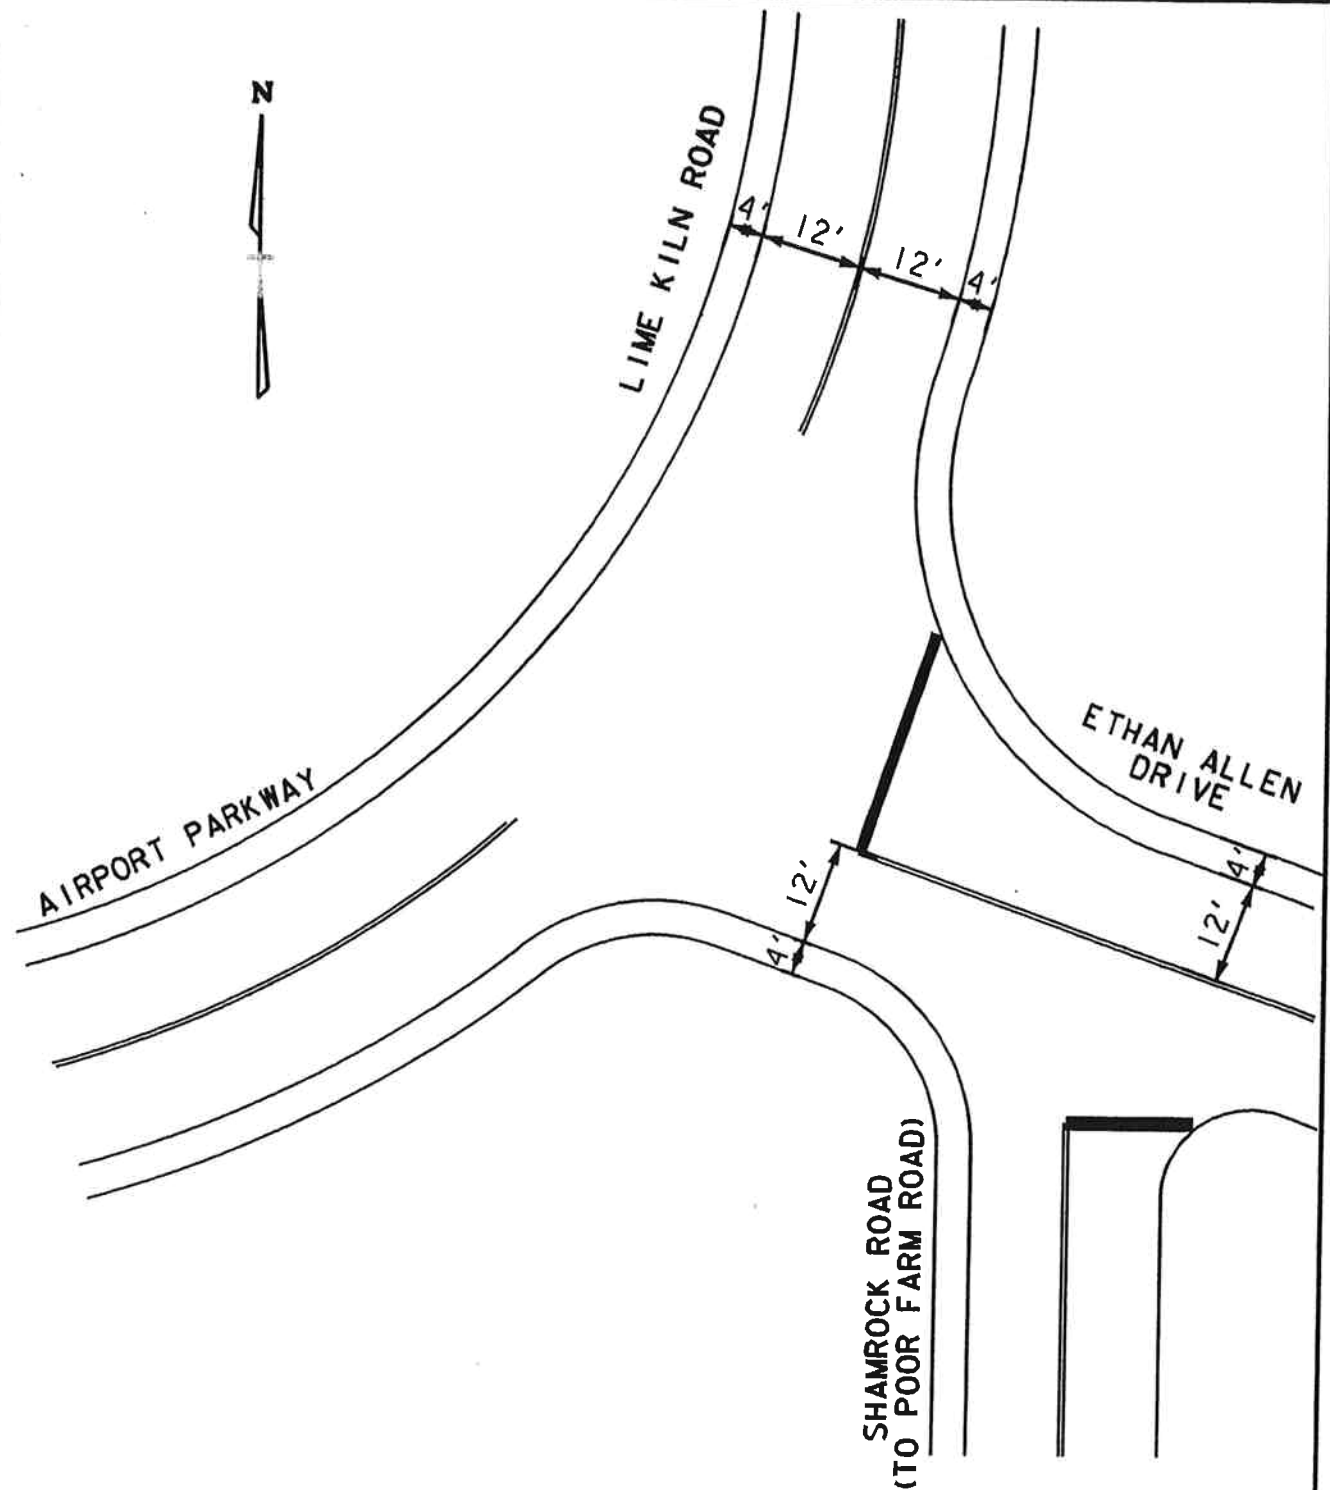 N
LIME KILN ROAD
4'
12'
12'
4'
ETHAN ALLEN
DRIVE
AIRPORT PARKWAY
12'
4'
4'
12'
SHAMROCK ROAD
(TO POOR FARM ROAD)